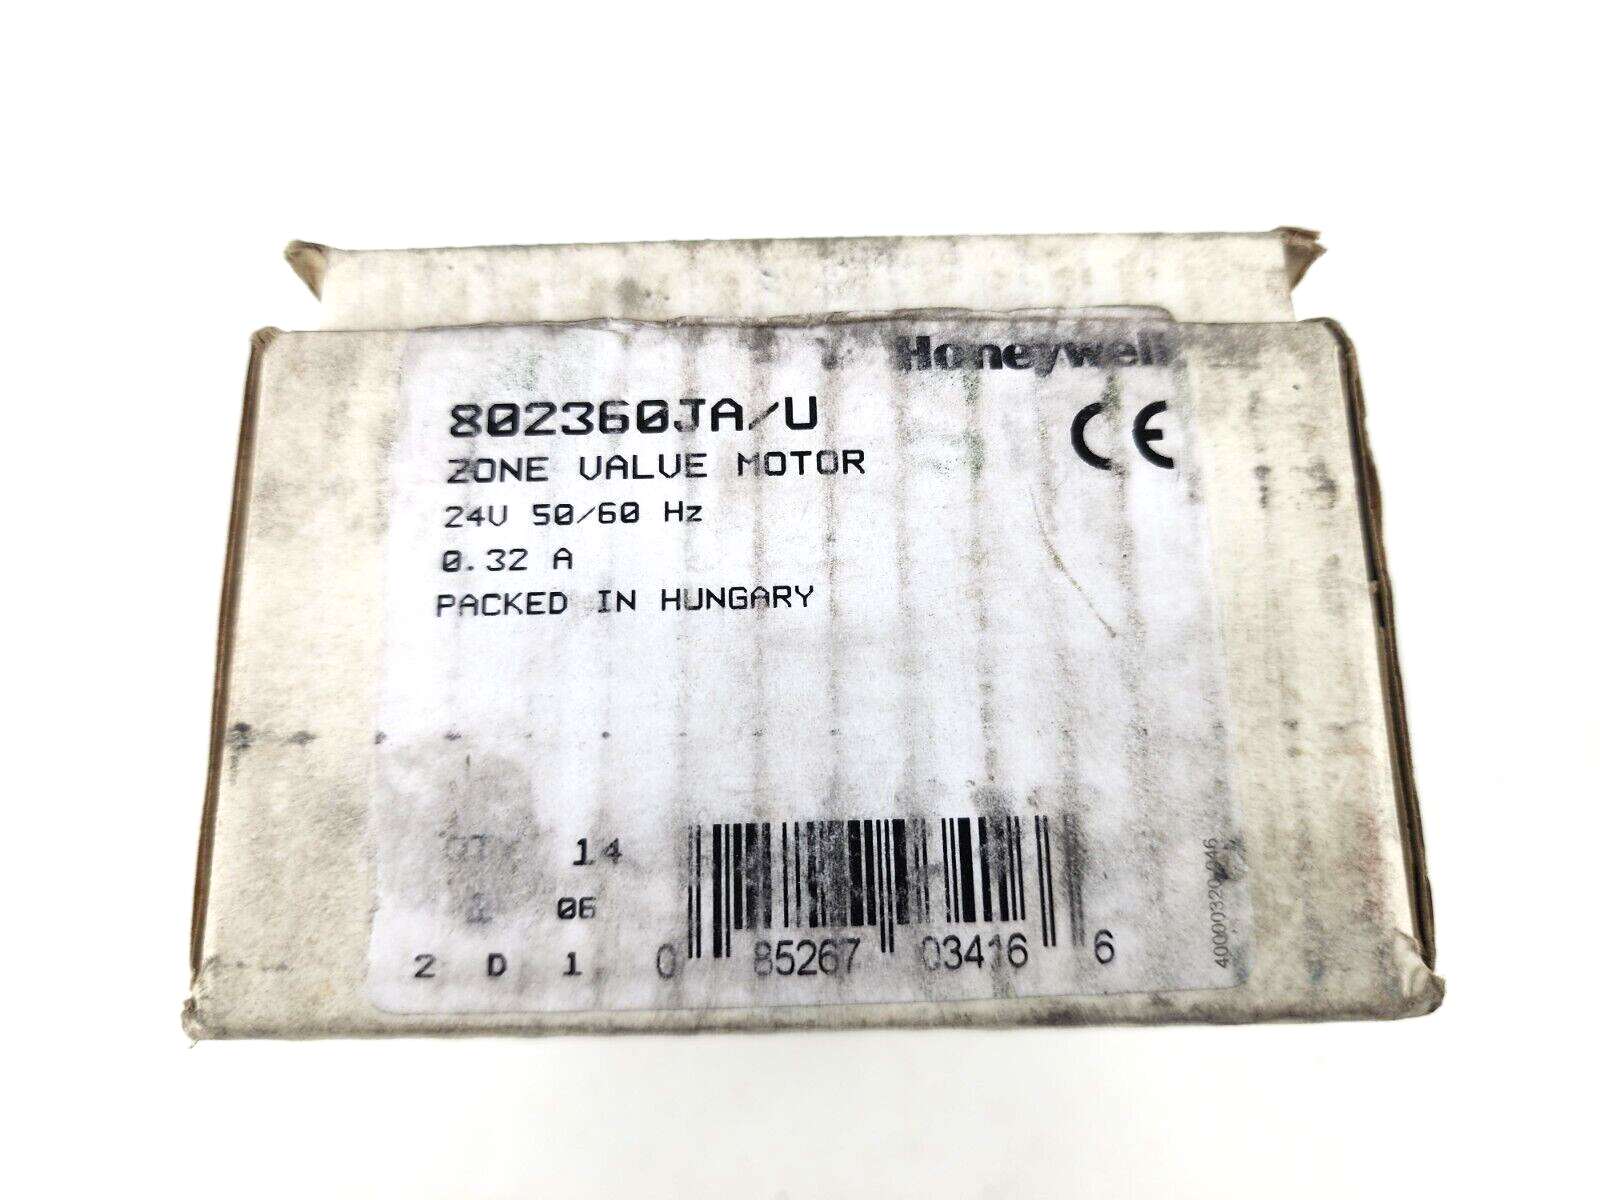 Honeywell
802360JA/U
CE
ZONE VALVE MOTOR
24V 50/60 Hz
0.32 A
PACKED IN HUNGARY
14
06
2 D 1
0 85267 03416 6